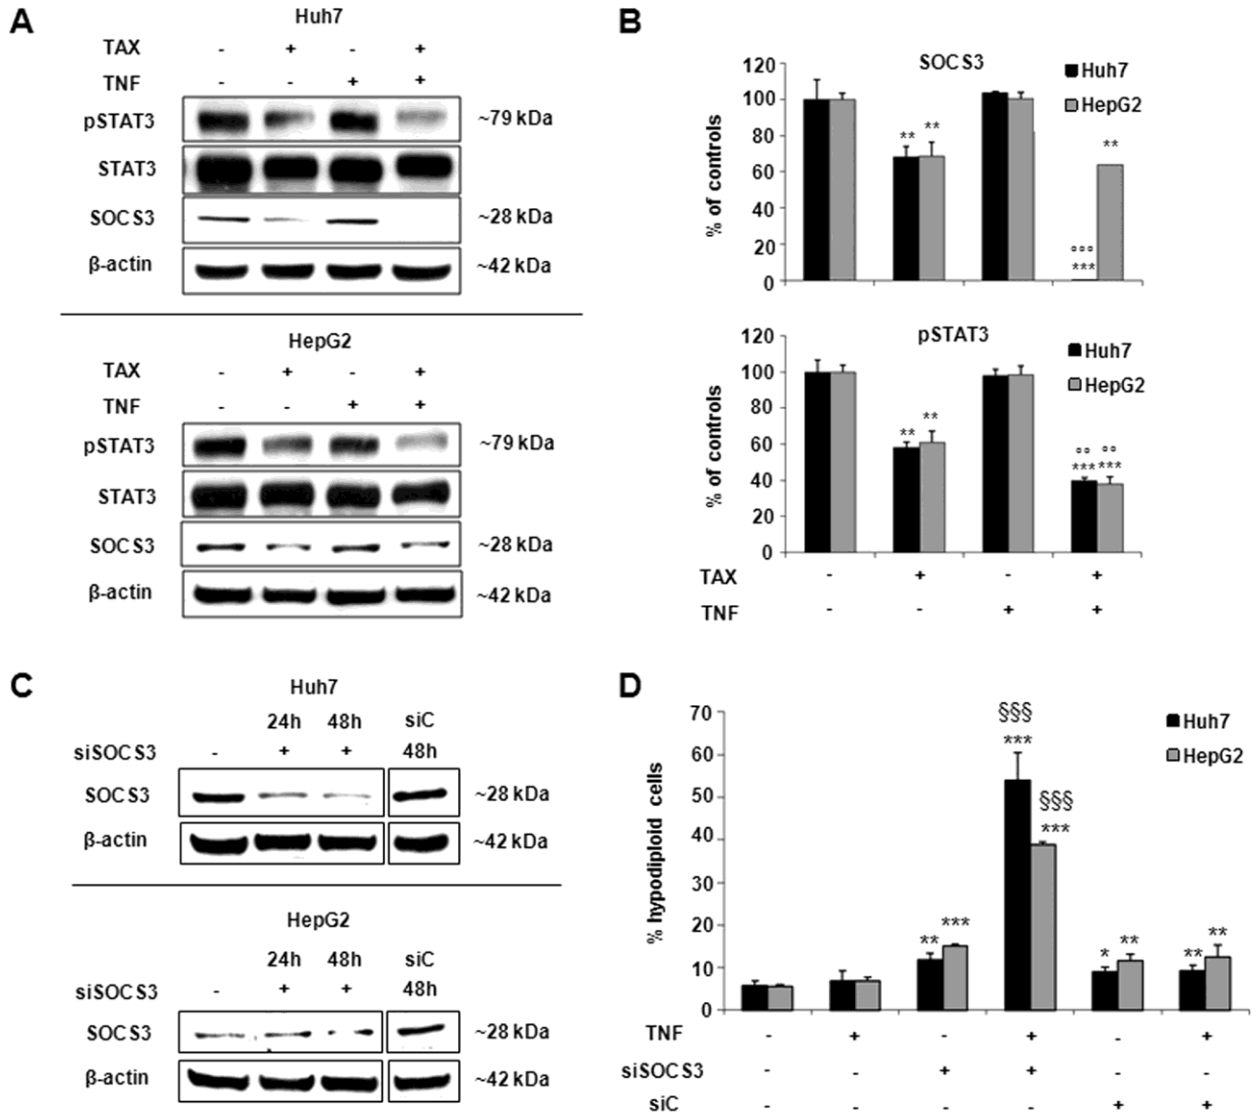 A
Huh7
TAX - + - +
TNF - - + +
pSTAT3 ~79 kDa
STAT3
SOCS3 ~28 kDa
β-actin ~42 kDa
HepG2
TAX - + - +
TNF - - + +
pSTAT3 ~79 kDa
STAT3
SOCS3 ~28 kDa
β-actin ~42 kDa
B
SOCS3
Huh7
HepG2
% of controls
120
100
80
60
40
20
0
** **
**
°°°
***
pSTAT3
Huh7
HepG2
% of controls
120
100
80
60
40
20
0
** **
°° °°
*** ***
TAX - + - +
TNF - - + +
C
Huh7
24h 48h siC
siSOCS3 - + + 48h
SOCS3 ~28 kDa
β-actin ~42 kDa
HepG2
24h 48h siC
siSOCS3 - + + 48h
SOCS3 ~28 kDa
β-actin ~42 kDa
D
Huh7
HepG2
% hypodiploid cells
70
60
50
40
30
20
10
0
** ***
§§§
***
§§§
***
* **
** **
TNF - + - + - +
siSOCS3 - - + + - -
siC - - - - + +